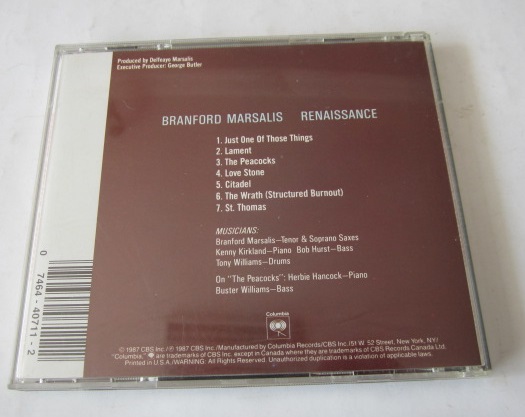 Produced by Delfeayo Marsalis
Executive Producer: George Butler
BRANFORD MARSALIS RENAISSANCE
1. Just One Of Those Things
2. Lament
3. The Peacocks
4. Love Stone
5. Citadel
6. The Wrath (Structured Burnout)
7. St. Thomas
MUSICIANS:
Branford Marsalis—Tenor & Soprano Saxes
Kenny Kirkland—Piano Bob Hurst—Bass
Tony Williams—Drums
On "The Peacocks": Herbie Hancock—Piano
Buster Williams—Bass
Columbia
© 1987 CBS Inc./℗ 1987 CBS Inc./Manufactured by Columbia Records/CBS Inc./51 W. 52 Street, New York, NY/
"Columbia," are trademarks of CBS Inc. except in Canada where they are trademarks of CBS Records Canada Ltd.
Printed in U.S.A./WARNING: All Rights Reserved. Unauthorized duplication is a violation of applicable laws.
0 7464-40711-2